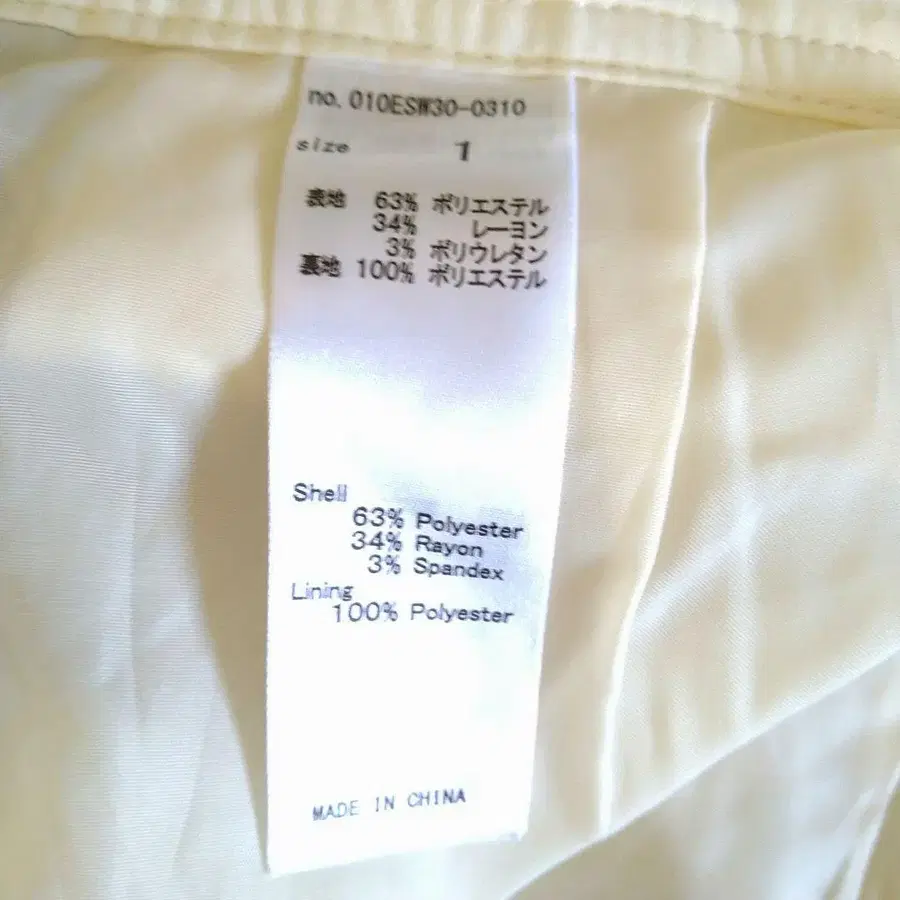 no. 010ESW30-0310
size 1
表地 63% ポリエステル
34% レーヨン
3% ポリウレタン
裏地 100% ポリエステル
Shell
63% Polyester
34% Rayon
3% Spandex
Lining
100% Polyester
MADE IN CHINA